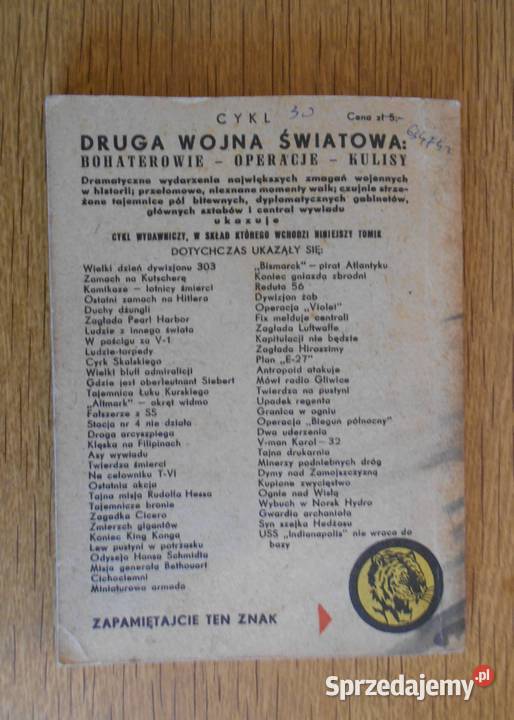 CYKL
30
Cena zł 5,-
DRUGA WOJNA ŚWIATOWA:
BOHATEROWIE - OPERACJE - KULISY
Dramatyczne wydarzenia największych zmagań wojennych
w historii; przełomowe, nieznane momenty walk; czujnie strze-
żone tajemnice pól bitewnych, dyplomatycznych gabinetów,
głównych sztabów i central wywiadu
ukazuje
CYKL WYDAWNICZY, W SKŁAD KTÓREGO WCHODZI NINIEJSZY TOMIK
DOTYCHCZAS UKAZAŁY SIĘ:
Wielki dzień dywizjonu 303
Zamach na Kutscherę
Kamikaze - lotnicy śmierci
Ostatni zamach na Hitlera
Duchy dżungli
Zagłada Pearl Harbor
Ludzie z innego świata
W pościgu za V-1
Ludzie-torpedy
Cyrk Skalskiego
Wielki bluff admiralicji
Gdzie jest oberleutnant Siebert
Tajemnica Łuku Kurskiego
„Altmark" - okręt widmo
Fałszerze z SS
Stacja nr 4 nie działa
Droga arcyszpiega
Klęska na Filipinach
Asy wywiadu
Twierdza śmierci
Na celowniku T-VI
Ostatnia akcja
Tajna misja Rudolfa Hessa
Tajemnicze bronie
Zagadka Cicero
Zmierzch gigantów
Koniec King Konga
Lew pustyni w potrzasku
Odyseja Hansa Schmidta
Misja generała Bethouart
Cichociemni
Miniaturowa armada
„Bismarck" - pirat Atlantyku
Koniec gniazda zbrodni
Reduta 56
Dywizjon żab
Operacja „Violet"
Fix melduje centrali
Zagłada Luftwaffe
Kapitulacji nie będzie
Zagłada Hiroszimy
Plan „E-27"
Antropoid atakuje
Mówi radio Gliwice
Twierdza na pustyni
Upadek regenta
Granica w ogniu
Operacja „Biegun północny"
Dwa uderzenia
V-man Karol - 32
Tajna drukarnia
Minerzy podniebnych dróg
Dymy nad Zamojszczyzną
Kupione zwycięstwo
Ognie nad Wisłą
Wybuch w Norsk Hydro
Gwardia archanioła
Syn szejka Hedżasu
USS „Indianapolis" nie wraca do
bazy
ZAPAMIĘTAJCIE TEN ZNAK
Sprzedajemy.pl